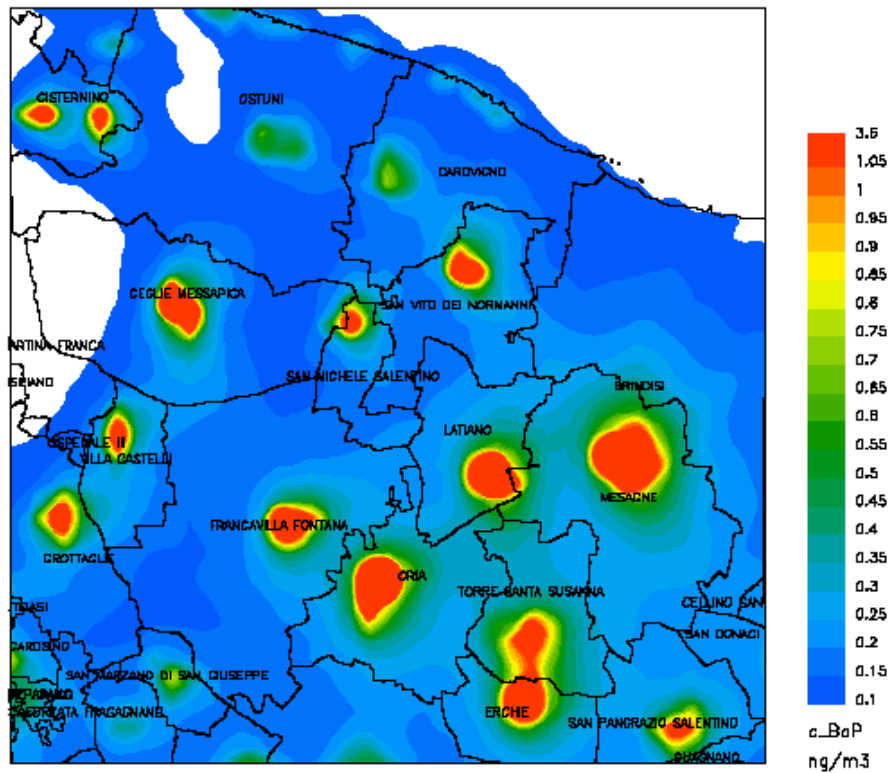 CISTERNINO
OSTUNI
CAROVIGNO
CEGLIE MESSAPICA
SAN VITO DEI NORMANNI
ARTINA FRANCA
SAN MICHELE SALENTINO
BRINDISI
LATIANO
VILLA CASTELLI
MESAGNE
FRANCAVILLA FONTANA
GROTTAGLIE
ORIA
TORRE SANTA SUSANNA
CELLINO SAN
SAN DONACI
CAROSINO
SAN MARZANO DI SAN GIUSEPPE
FRAGAGNANO
ERCHIE
SAN PANCRAZIO SALENTINO
3.6
1.05
1
0.95
0.9
0.85
0.8
0.75
0.7
0.65
0.6
0.55
0.5
0.45
0.4
0.35
0.3
0.25
0.2
0.15
0.1
c_BaP
ng/m3